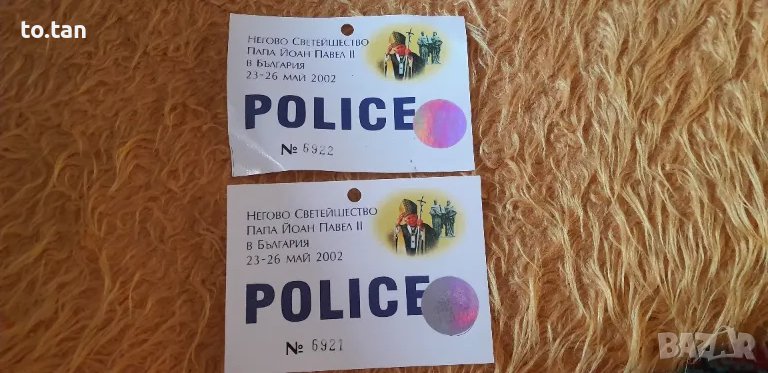 to.tan
Негово Светейшество
Папа Йоан Павел II
в България
23-26 май 2002
POLICE
№ 6922
Негово Светейшество
Папа Йоан Павел II
в България
23-26 май 2002
POLICE
№ 6921
BAZAR